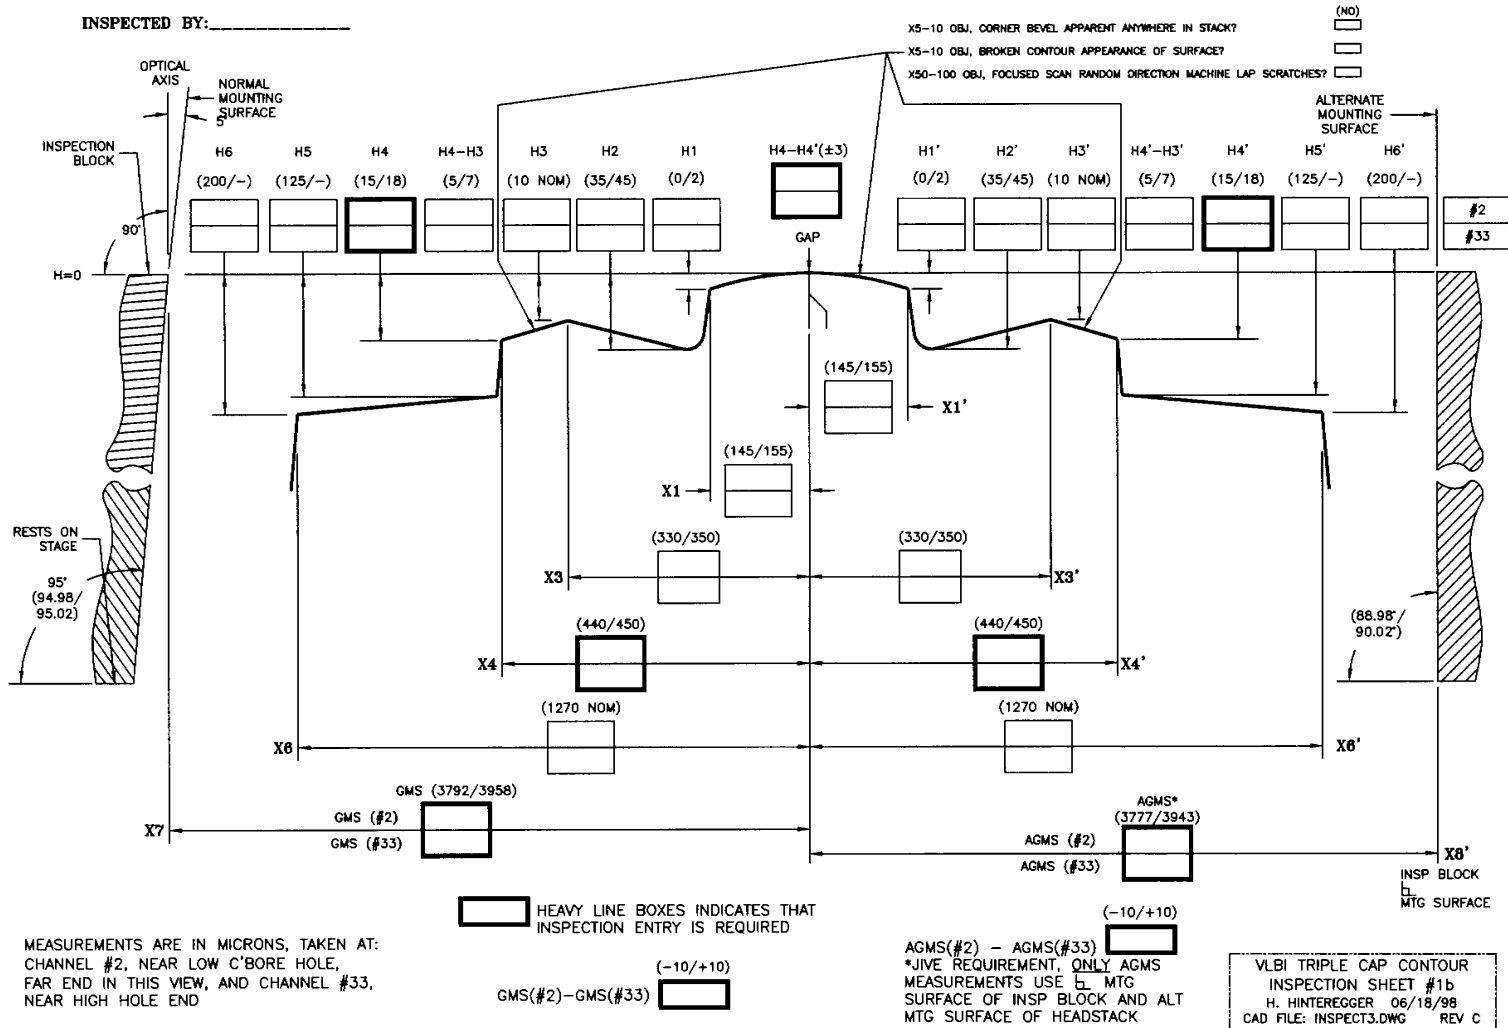 INSPECTED BY:______________
(NO)
X5-10 OBJ, CORNER BEVEL APPARENT ANYWHERE IN STACK?
X5-10 OBJ, BROKEN CONTOUR APPEARANCE OF SURFACE?
X50-100 OBJ, FOCUSED SCAN RANDOM DIRECTION MACHINE LAP SCRATCHES?
OPTICAL
AXIS
NORMAL
MOUNTING
SURFACE
5°
ALTERNATE
MOUNTING
SURFACE
INSPECTION
BLOCK
H6 H5 H4 H4-H3 H3 H2 H1 H4-H4'(±3) H1' H2' H3' H4'-H3' H4' H5' H6'
(200/-) (125/-) (15/18) (5/7) (10 NOM) (35/45) (0/2) (0/2) (35/45) (10 NOM) (5/7) (15/18) (125/-) (200/-)
#2
#33
90°
GAP
H=0
(145/155)
X1'
(145/155)
X1
RESTS ON
STAGE
95°
(94.98/
95.02)
(330/350) (330/350)
X3 X3'
(88.98°/
90.02°)
(440/450) (440/450)
X4 X4'
(1270 NOM) (1270 NOM)
X6 X6'
GMS (3792/3958)
GMS (#2)
X7
GMS (#33)
AGMS*
(3777/3943)
AGMS (#2)
AGMS (#33)
X8'
INSP BLOCK
MTG SURFACE
HEAVY LINE BOXES INDICATES THAT
INSPECTION ENTRY IS REQUIRED
MEASUREMENTS ARE IN MICRONS, TAKEN AT:
CHANNEL #2, NEAR LOW C'BORE HOLE,
FAR END IN THIS VIEW, AND CHANNEL #33,
NEAR HIGH HOLE END
(-10/+10)
GMS(#2)-GMS(#33)
(-10/+10)
AGMS(#2) - AGMS(#33)
*JIVE REQUIREMENT, ONLY AGMS
MEASUREMENTS USE MTG
SURFACE OF INSP BLOCK AND ALT
MTG SURFACE OF HEADSTACK
VLBI TRIPLE CAP CONTOUR
INSPECTION SHEET #1b
H. HINTEREGGER 06/18/98
CAD FILE: INSPECT3.DWG REV C